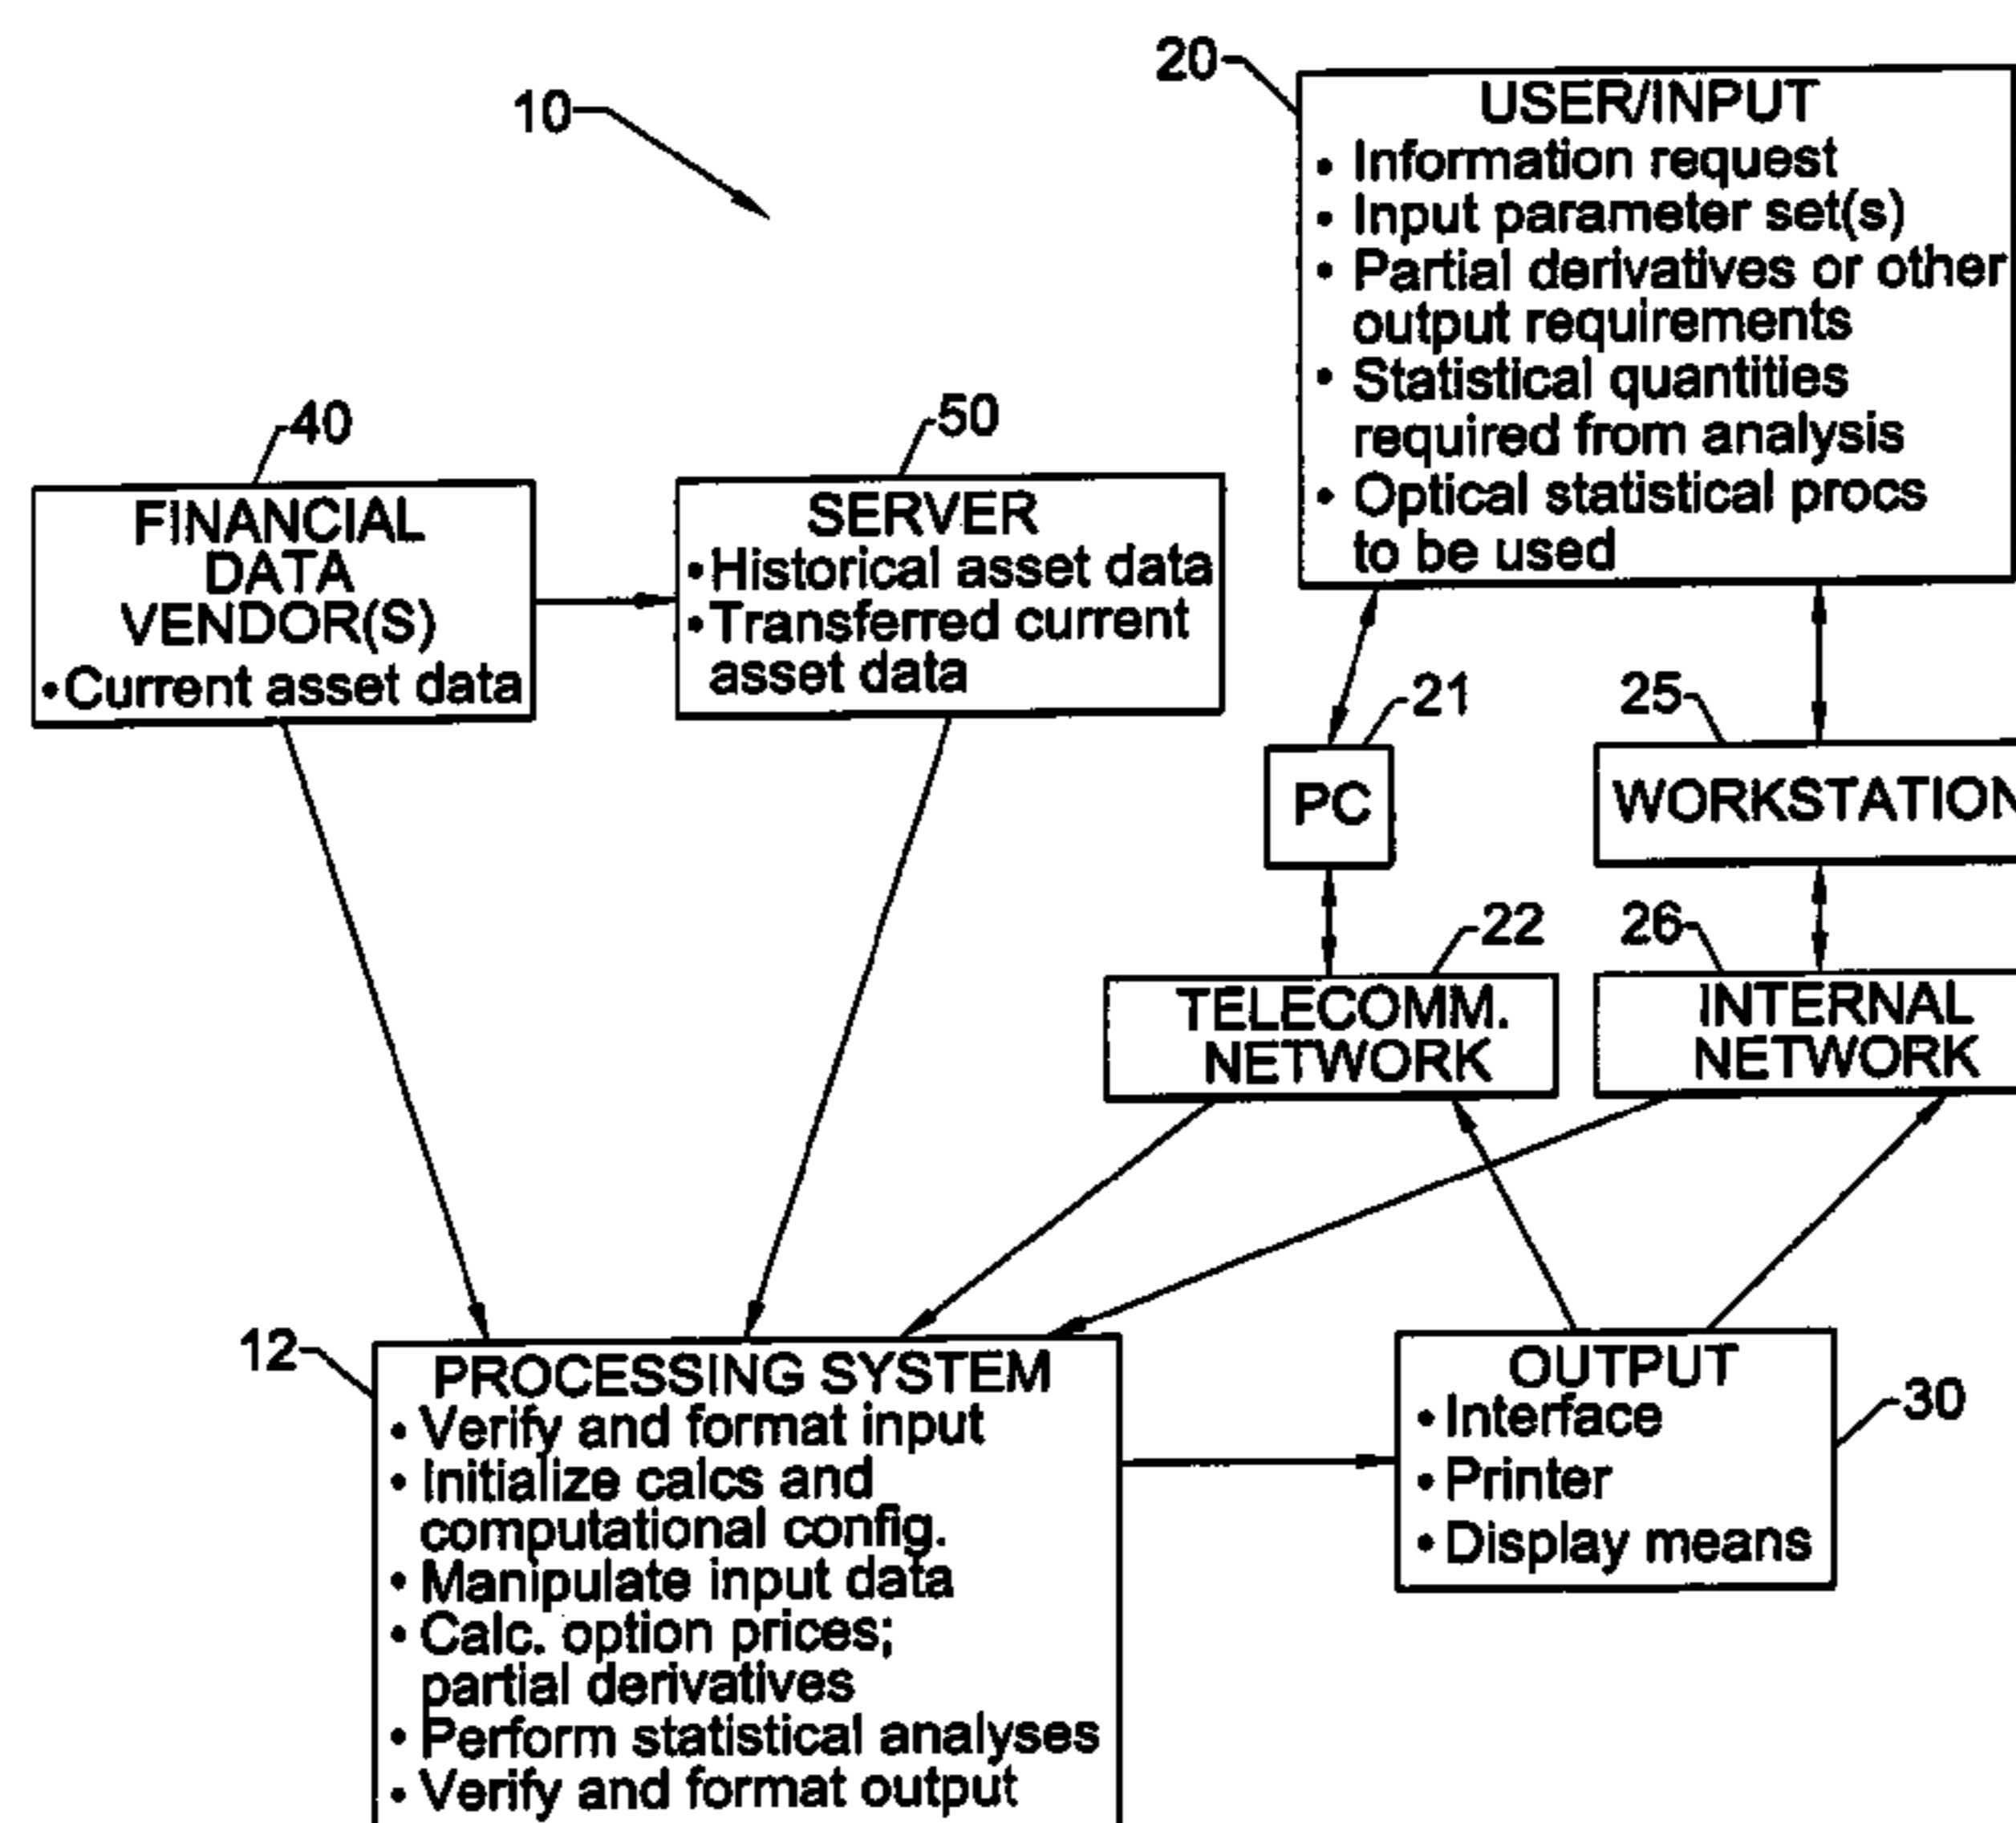 10
20
USER/INPUT
• Information request
• Input parameter set(s)
• Partial derivatives or other
output requirements
• Statistical quantities
required from analysis
• Optical statistical procs
to be used
40
FINANCIAL
DATA
VENDOR(S)
• Current asset data
50
SERVER
• Historical asset data
• Transferred current
asset data
21
PC
25
WORKSTATION
22
TELECOMM.
NETWORK
26
INTERNAL
NETWORK
12
PROCESSING SYSTEM
• Verify and format input
• Initialize calcs and
computational config.
• Manipulate input data
• Calc. option prices;
partial derivatives
• Perform statistical analyses
• Verify and format output
OUTPUT
• Interface
• Printer
• Display means
30